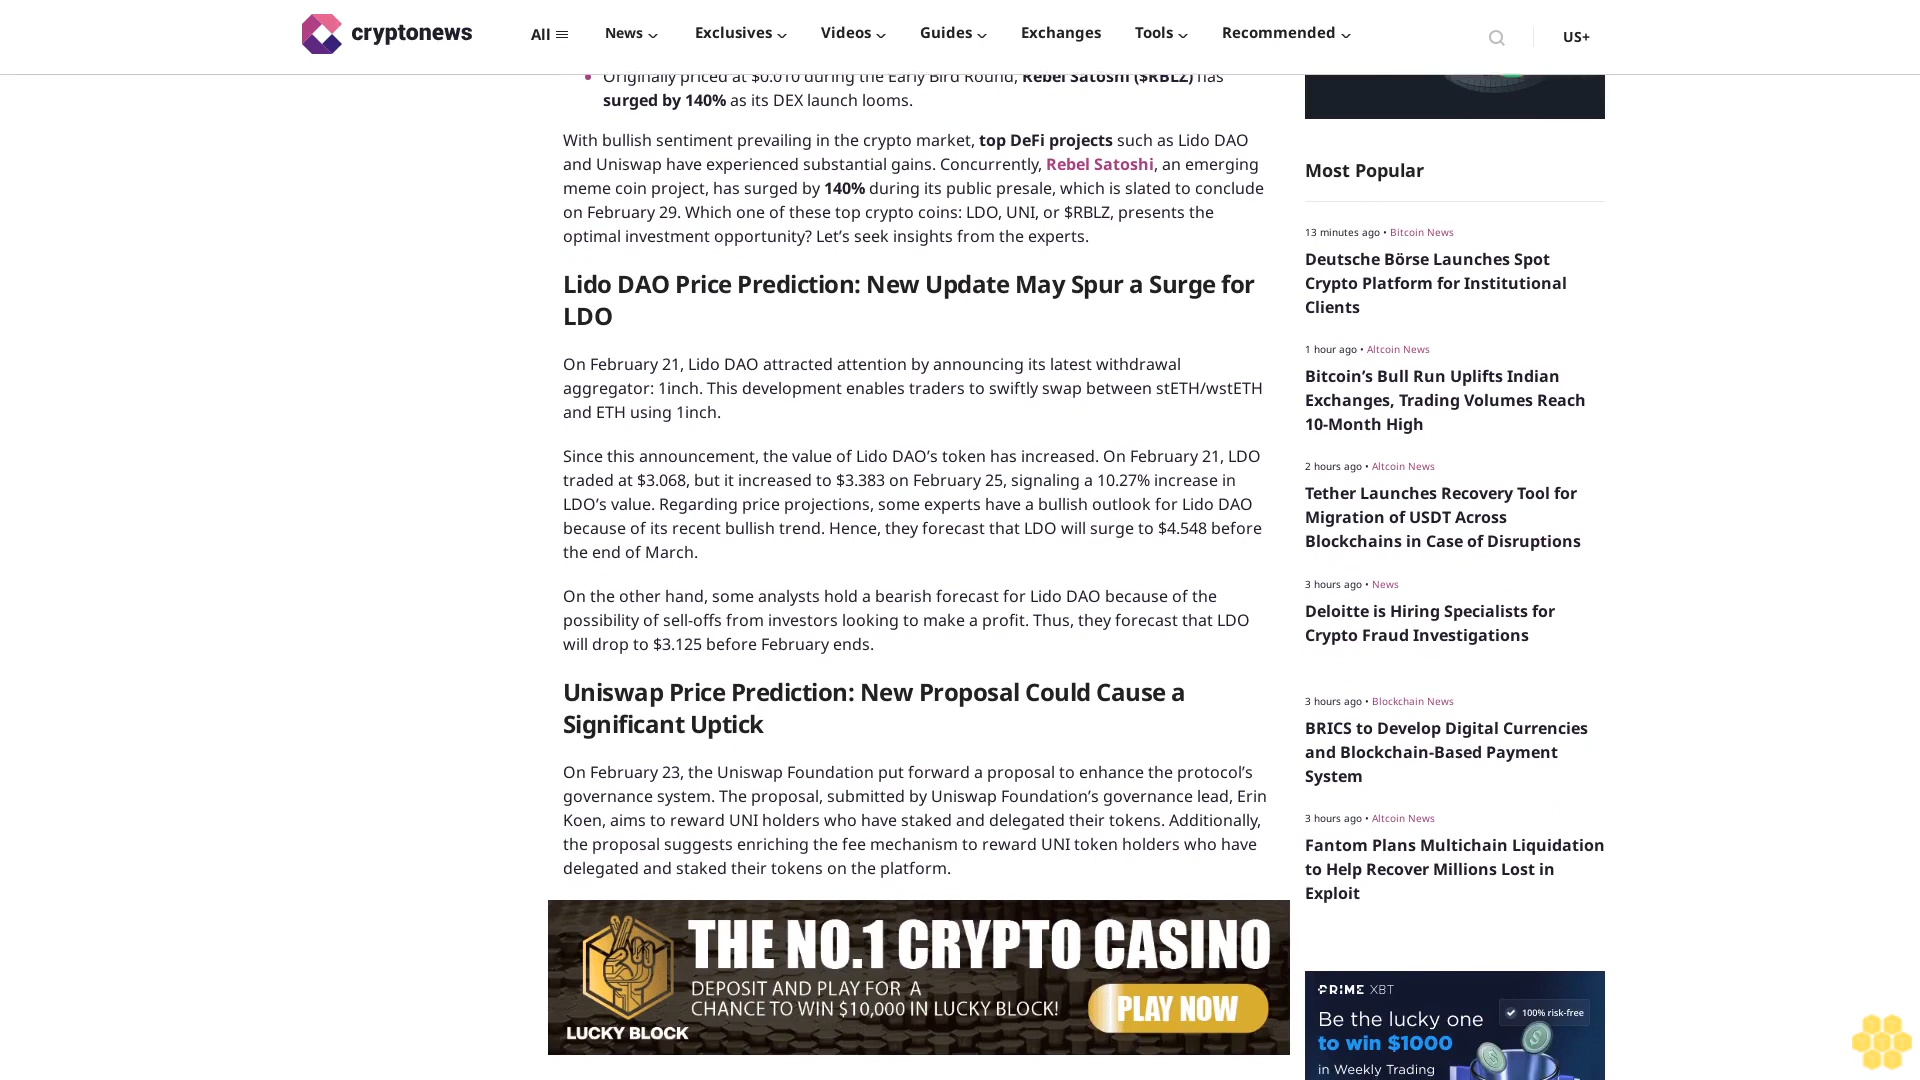 cryptonews
All
News
Exclusives
Videos
Guides
Exchanges
Tools
Recommended
US+
Originally priced at $0.010 during the Early Bird Round, Rebel Satoshi ($RBLZ) has
surged by 140% as its DEX launch looms.
With bullish sentiment prevailing in the crypto market, top DeFi projects such as Lido DAO
and Uniswap have experienced substantial gains. Concurrently, Rebel Satoshi, an emerging
meme coin project, has surged by 140% during its public presale, which is slated to conclude
on February 29. Which one of these top crypto coins: LDO, UNI, or $RBLZ, presents the
optimal investment opportunity? Let’s seek insights from the experts.
Lido DAO Price Prediction: New Update May Spur a Surge for
LDO
On February 21, Lido DAO attracted attention by announcing its latest withdrawal
aggregator: 1inch. This development enables traders to swiftly swap between stETH/wstETH
and ETH using 1inch.
Since this announcement, the value of Lido DAO’s token has increased. On February 21, LDO
traded at $3.068, but it increased to $3.383 on February 25, signaling a 10.27% increase in
LDO’s value. Regarding price projections, some experts have a bullish outlook for Lido DAO
because of its recent bullish trend. Hence, they forecast that LDO will surge to $4.548 before
the end of March.
On the other hand, some analysts hold a bearish forecast for Lido DAO because of the
possibility of sell-offs from investors looking to make a profit. Thus, they forecast that LDO
will drop to $3.125 before February ends.
Uniswap Price Prediction: New Proposal Could Cause a
Significant Uptick
On February 23, the Uniswap Foundation put forward a proposal to enhance the protocol’s
governance system. The proposal, submitted by Uniswap Foundation’s governance lead, Erin
Koen, aims to reward UNI holders who have staked and delegated their tokens. Additionally,
the proposal suggests enriching the fee mechanism to reward UNI token holders who have
delegated and staked their tokens on the platform.
THE NO.1 CRYPTO CASINO
DEPOSIT AND PLAY FOR A
CHANCE TO WIN $10,000 IN LUCKY BLOCK!
PLAY NOW
LUCKY BLOCK
Most Popular
13 minutes ago • Bitcoin News
Deutsche Börse Launches Spot
Crypto Platform for Institutional
Clients
1 hour ago • Altcoin News
Bitcoin’s Bull Run Uplifts Indian
Exchanges, Trading Volumes Reach
10-Month High
2 hours ago • Altcoin News
Tether Launches Recovery Tool for
Migration of USDT Across
Blockchains in Case of Disruptions
3 hours ago • News
Deloitte is Hiring Specialists for
Crypto Fraud Investigations
3 hours ago • Blockchain News
BRICS to Develop Digital Currencies
and Blockchain-Based Payment
System
3 hours ago • Altcoin News
Fantom Plans Multichain Liquidation
to Help Recover Millions Lost in
Exploit
PRIME XBT
100% risk-free
Be the lucky one
to win $1000
in Weekly Trading